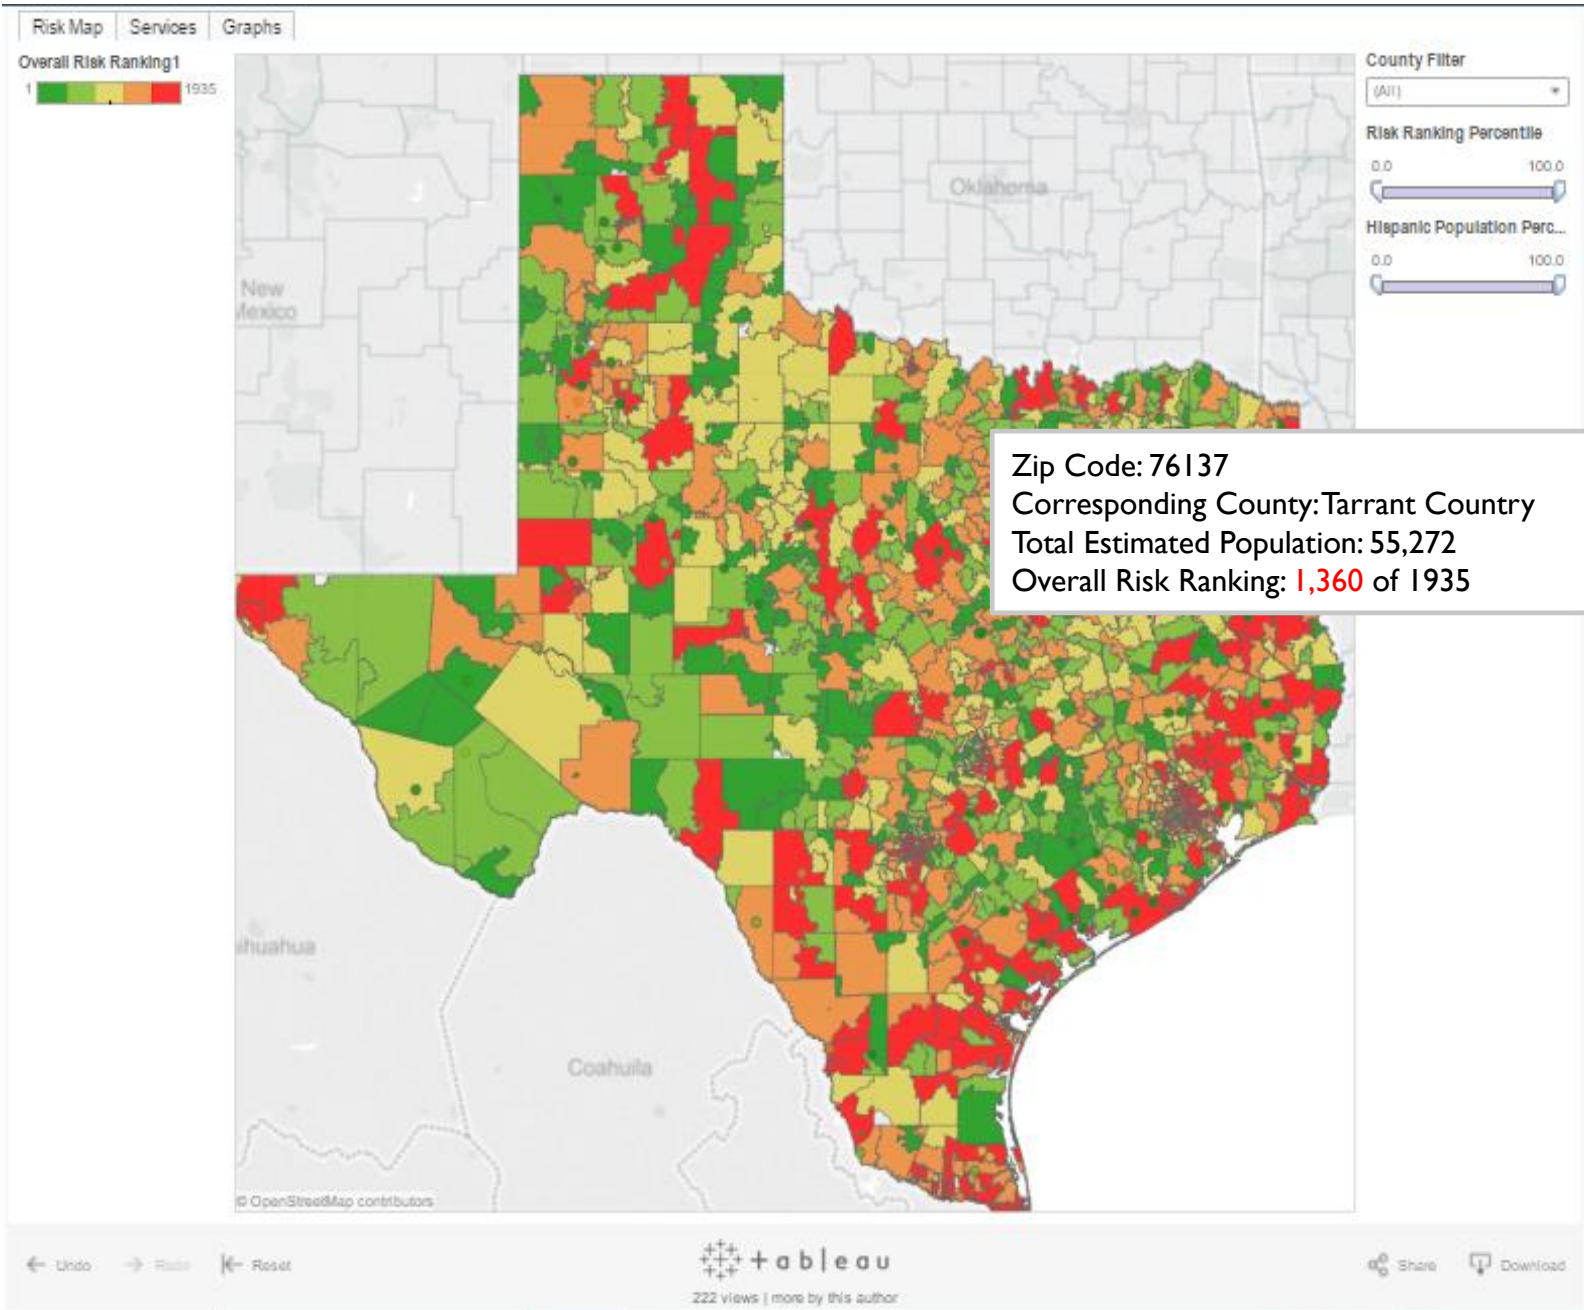 Risk Map Services Graphs
Overall Risk Ranking1
1 1935
County Filter
(All)
Risk Ranking Percentile
0.0 100.0
Hispanic Population Perc...
0.0 100.0
Oklahoma
New
Mexico
Zip Code: 76137
Corresponding County: Tarrant Country
Total Estimated Population: 55,272
Overall Risk Ranking: 1,360 of 1935
ihuahua
Coahuila
© OpenStreetMap contributors
Undo Redo Reset
+ableau
Share Download
222 views | more by this author